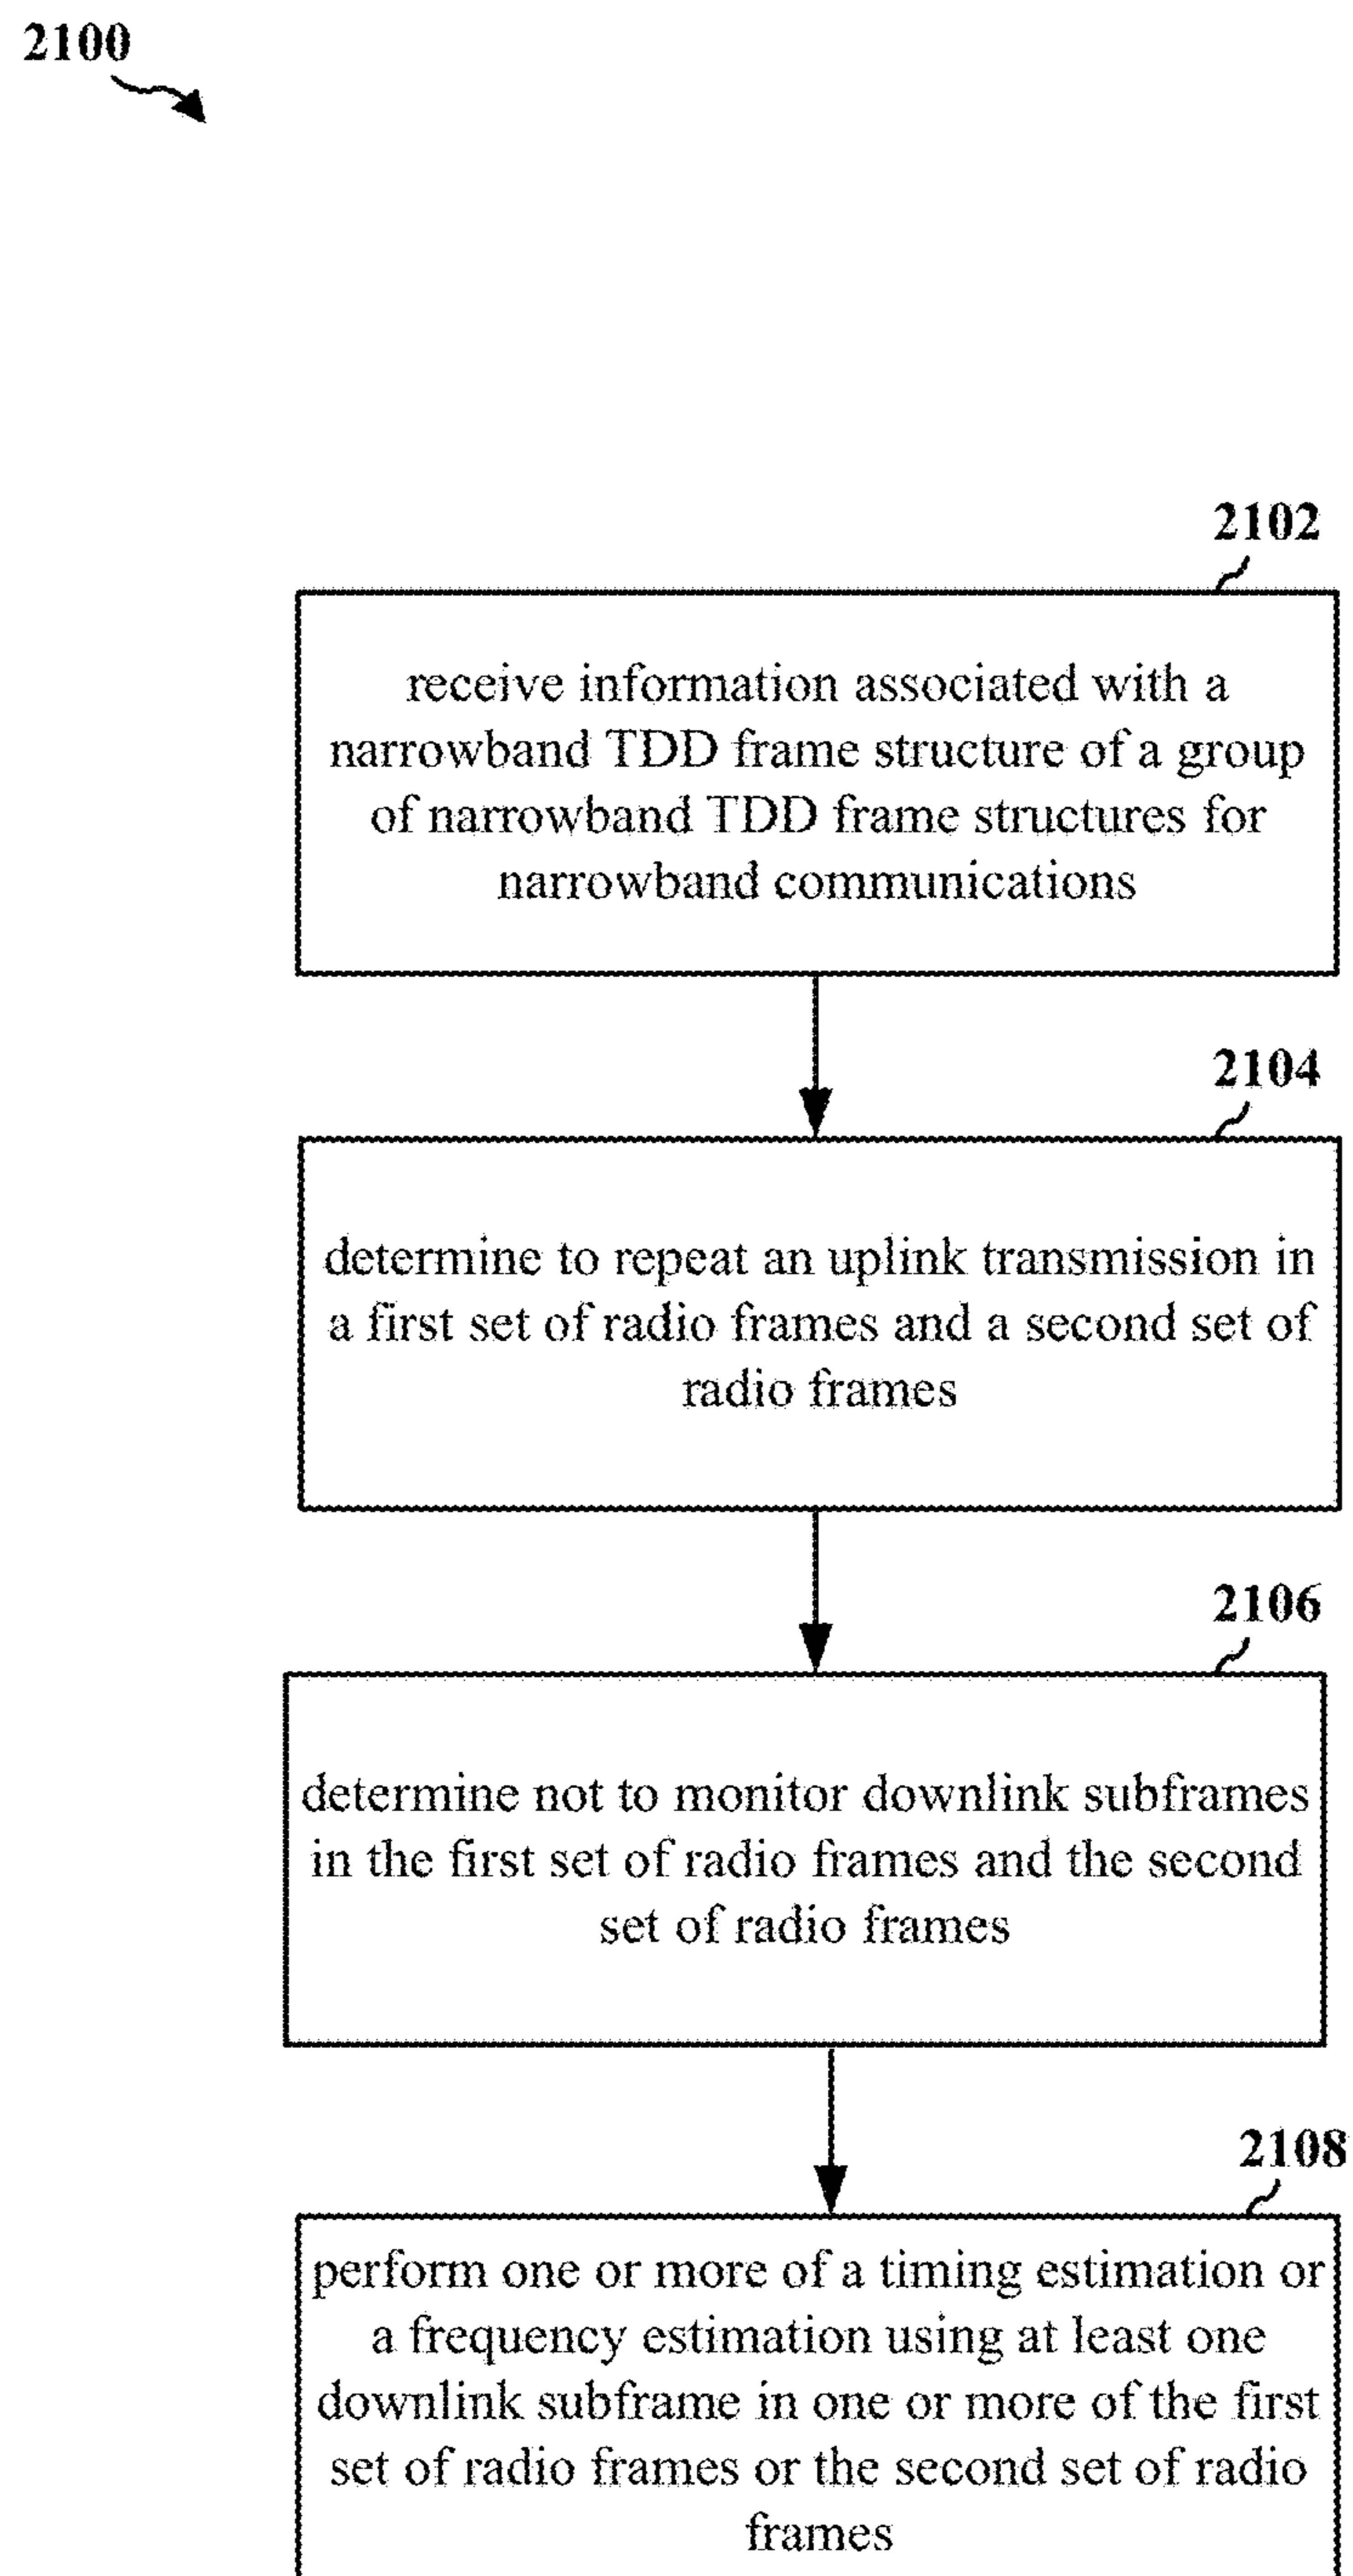 2100
2102
receive information associated with a
narrowband TDD frame structure of a group
of narrowband TDD frame structures for
narrowband communications
2104
determine to repeat an uplink transmission in
a first set of radio frames and a second set of
radio frames
2106
determine not to monitor downlink subframes
in the first set of radio frames and the second
set of radio frames
2108
perform one or more of a timing estimation or
a frequency estimation using at least one
downlink subframe in one or more of the first
set of radio frames or the second set of radio
frames